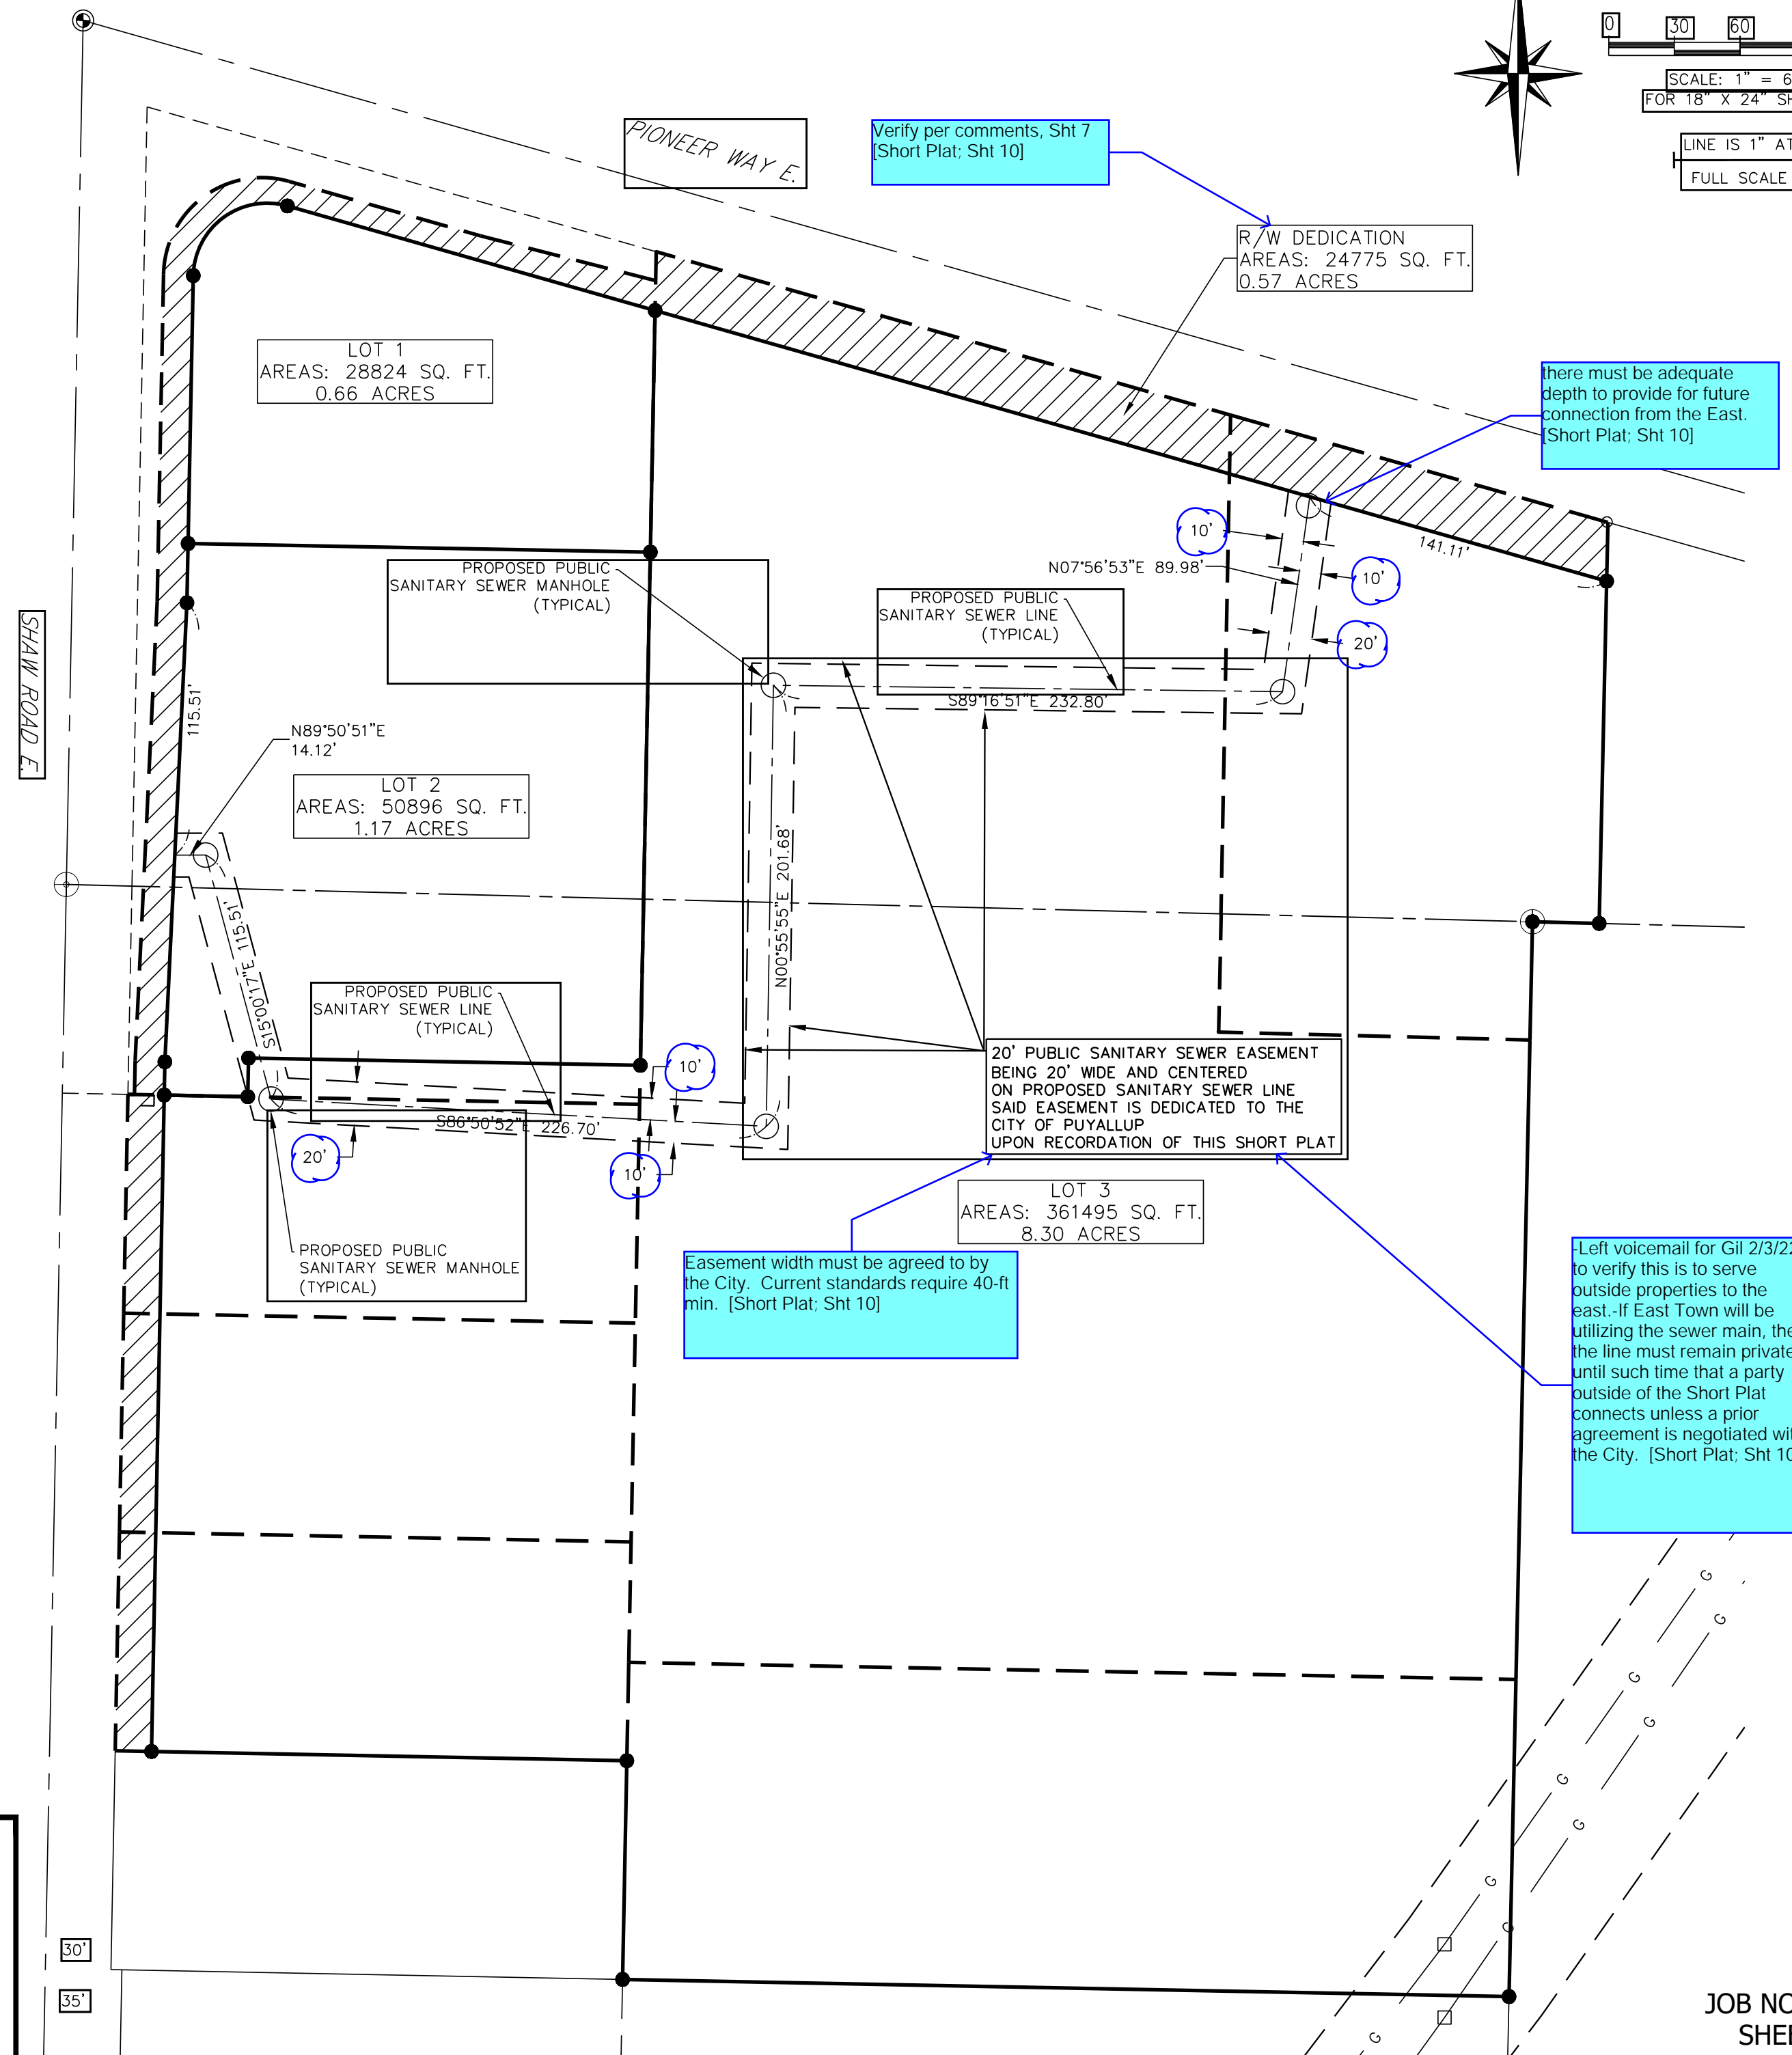 0
30
60
SCALE: 1" = 6
FOR 18" X 24" SH
LINE IS 1" AT
FULL SCALE
PIONEER WAY E.
Verify per comments, Sht 7
[Short Plat; Sht 10]
R/W DEDICATION
AREAS: 24775 SQ. FT.
0.57 ACRES
LOT 1
AREAS: 28824 SQ. FT.
0.66 ACRES
there must be adequate
depth to provide for future
connection from the East.
[Short Plat; Sht 10]
10'
141.11'
N07°56'53"E 89.98'
10'
20'
PROPOSED PUBLIC
SANITARY SEWER MANHOLE
(TYPICAL)
PROPOSED PUBLIC
SANITARY SEWER LINE
(TYPICAL)
SHAW ROAD E.
115.51'
S89°16'51"E 232.80'
N89°50'51"E
14.12'
LOT 2
AREAS: 50896 SQ. FT.
1.17 ACRES
N00°55'55"E 201.68'
S15°00'17"E 115.51'
PROPOSED PUBLIC
SANITARY SEWER LINE
(TYPICAL)
10'
20' PUBLIC SANITARY SEWER EASEMENT
BEING 20' WIDE AND CENTERED
ON PROPOSED SANITARY SEWER LINE
SAID EASEMENT IS DEDICATED TO THE
CITY OF PUYALLUP
UPON RECORDATION OF THIS SHORT PLAT
S86°50'52"E 226.70'
20'
10'
LOT 3
AREAS: 361495 SQ. FT.
8.30 ACRES
PROPOSED PUBLIC
SANITARY SEWER MANHOLE
(TYPICAL)
Easement width must be agreed to by
the City. Current standards require 40-ft
min. [Short Plat; Sht 10]
-Left voicemail for Gil 2/3/22
to verify this is to serve
outside properties to the
east.-If East Town will be
utilizing the sewer main, the
the line must remain private
until such time that a party
outside of the Short Plat
connects unless a prior
agreement is negotiated wit
the City. [Short Plat; Sht 10
G
G
G
G
G
G
G
G
G
30'
35'
JOB NO
SHEE